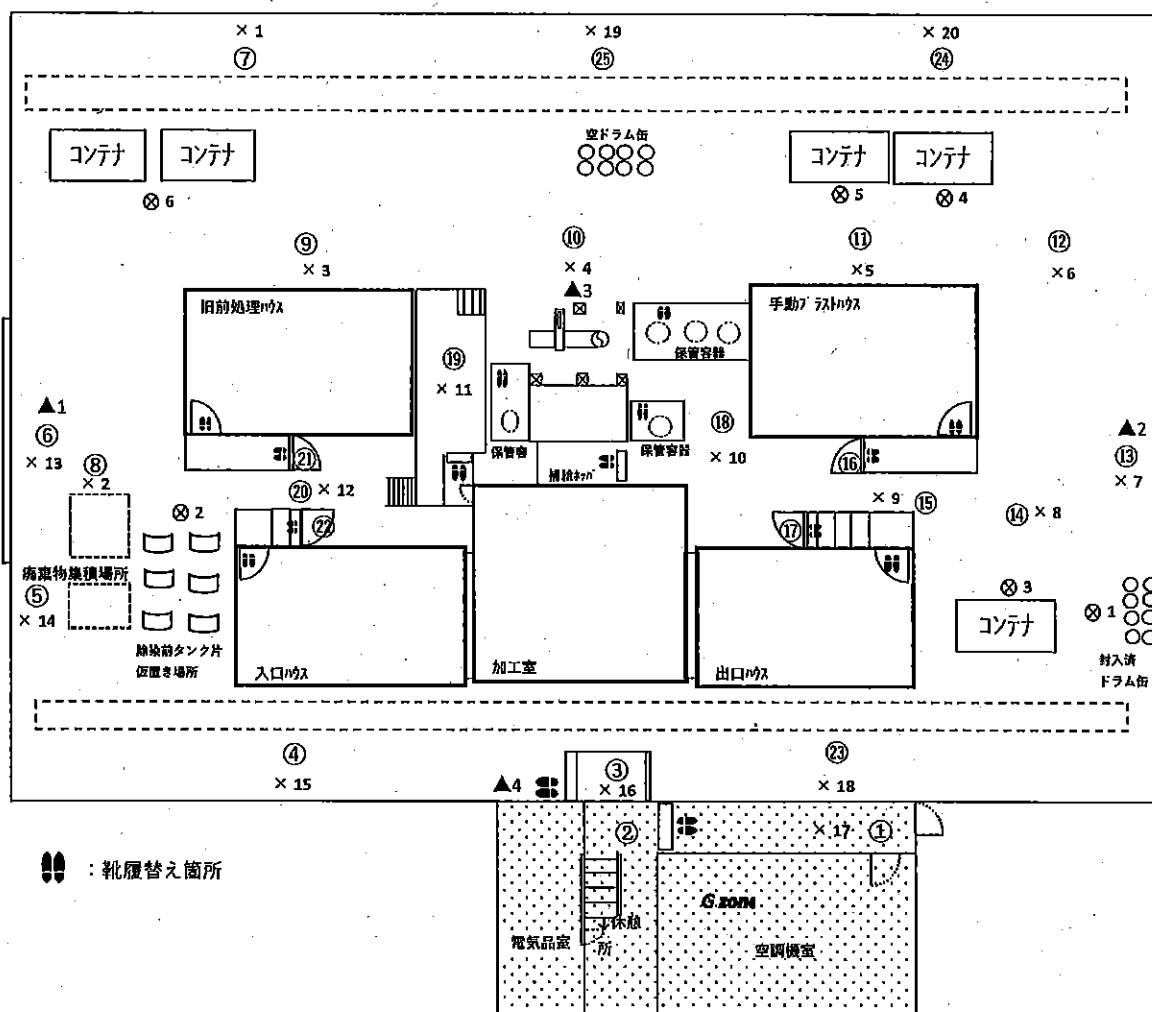 × 1
× 19
× 20
⑦
㉕
㉔
コンテナ
コンテナ
空ドラム缶
コンテナ
コンテナ
⊗ 6
⊗ 5
⊗ 4
⑨
⑩
⑪
⑫
× 3
× 4
× 5
× 6
▲3
旧前処理ハウス
手動ブラストハウス
保管容器
⑲
× 11
▲1
⑥
× 13
⑧
× 2
⑱
× 10
▲2
⑬
× 7
保管容
保管容器
㉑
⑯
⑳
× 12
× 9
⑮
⑭
× 8
⊗ 2
㉒
⑰
廃棄物集積場所
⑤
× 14
⊗ 3
⊗ 1
コンテナ
除染前タンク片
仮置き場所
入口ハウス
加工室
出口ハウス
封入済
ドラム缶
④
× 15
▲4
③
× 16
㉓
× 18
②
× 17
①
：靴履替え箇所
G zone
休憩
所
電気品室
空調機室